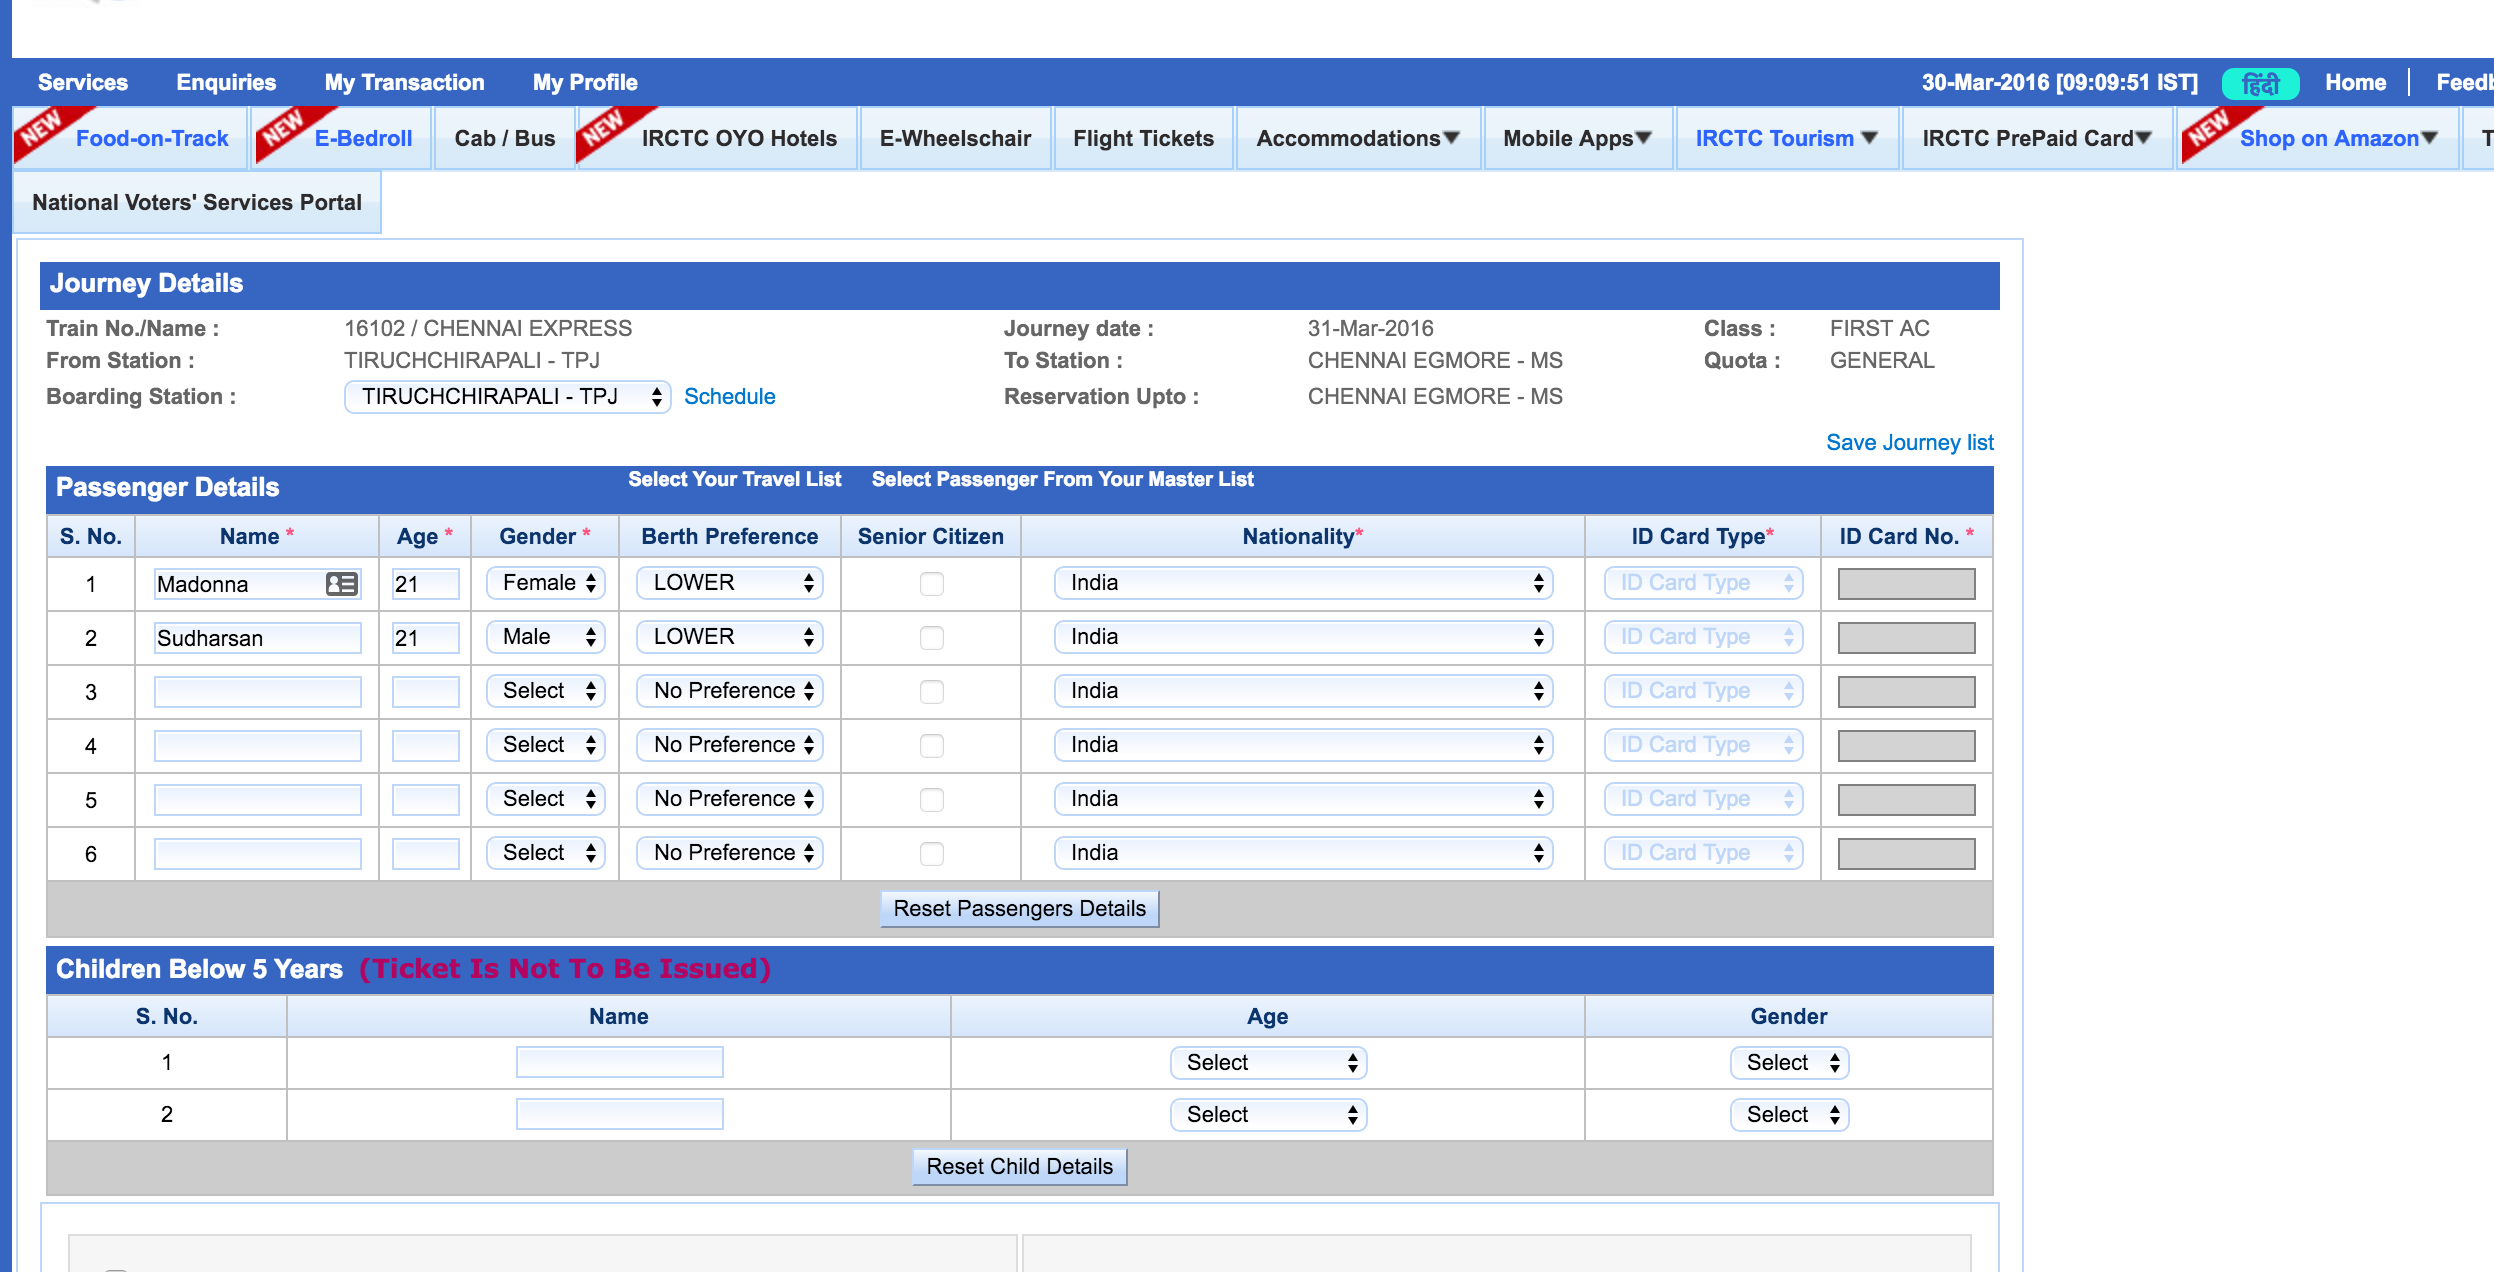 Services Enquiries My Transaction My Profile 30-Mar-2016 [09:09:51 IST] हिंदी Home
NEW Food-on-Track NEW E-Bedroll Cab / Bus NEW IRCTC OYO Hotels E-Wheelschair Flight Tickets Accommodations Mobile Apps IRCTC Tourism IRCTC PrePaid Card NEW Shop on Amazon
National Voters' Services Portal
Journey Details
Train No./Name : 16102 / CHENNAI EXPRESS Journey date : 31-Mar-2016 Class : FIRST AC
From Station : TIRUCHCHIRAPALI - TPJ To Station : CHENNAI EGMORE - MS Quota : GENERAL
Boarding Station : TIRUCHCHIRAPALI - TPJ Schedule Reservation Upto : CHENNAI EGMORE - MS
Save Journey list
Passenger Details Select Your Travel List Select Passenger From Your Master List
S. No. Name * Age * Gender * Berth Preference Senior Citizen Nationality* ID Card Type* ID Card No. *
1 Madonna 21 Female LOWER India ID Card Type
2 Sudharsan 21 Male LOWER India ID Card Type
3 Select No Preference India ID Card Type
4 Select No Preference India ID Card Type
5 Select No Preference India ID Card Type
6 Select No Preference India ID Card Type
Reset Passengers Details
Children Below 5 Years (Ticket Is Not To Be Issued)
S. No. Name Age Gender
1 Select Select
2 Select Select
Reset Child Details